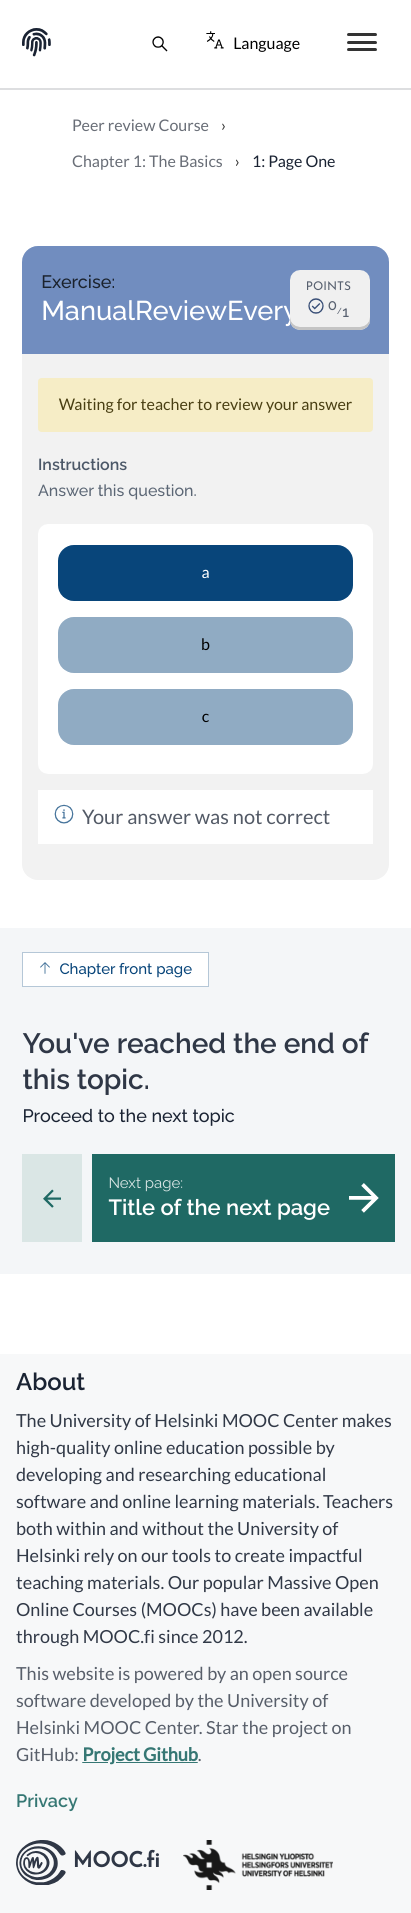 Language
Peer review Course ›
Chapter 1: The Basics › 1: Page One
Exercise:
ManualReviewEvery
POINTS
0/1
Waiting for teacher to review your answer
Instructions
Answer this question.
a
b
c
Your answer was not correct
Chapter front page
You've reached the end of
this topic.
Proceed to the next topic
Next page:
Title of the next page
About
The University of Helsinki MOOC Center makes
high-quality online education possible by
developing and researching educational
software and online learning materials. Teachers
both within and without the University of
Helsinki rely on our tools to create impactful
teaching materials. Our popular Massive Open
Online Courses (MOOCs) have been available
through MOOC.fi since 2012.
This website is powered by an open source
software developed by the University of
Helsinki MOOC Center. Star the project on
GitHub: Project Github.
Privacy
MOOC.fi
HELSINGIN YLIOPISTO
HELSINGFORS UNIVERSITET
UNIVERSITY OF HELSINKI